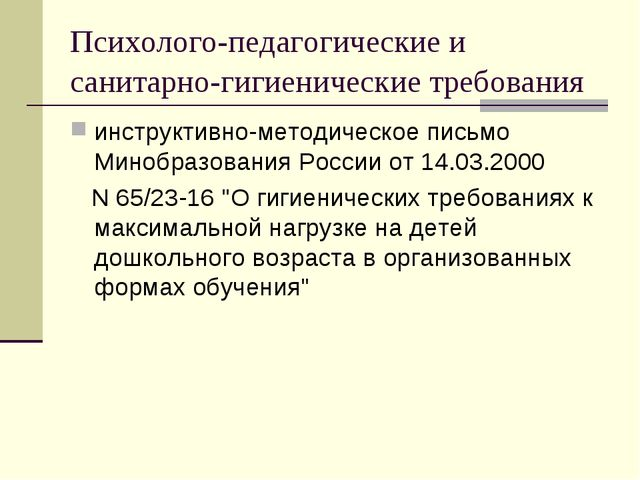 Психолого-педагогические и
санитарно-гигиенические требования
инструктивно-методическое письмо
Минобразования России от 14.03.2000
N 65/23-16 "О гигиенических требованиях к
максимальной нагрузке на детей
дошкольного возраста в организованных
формах обучения"